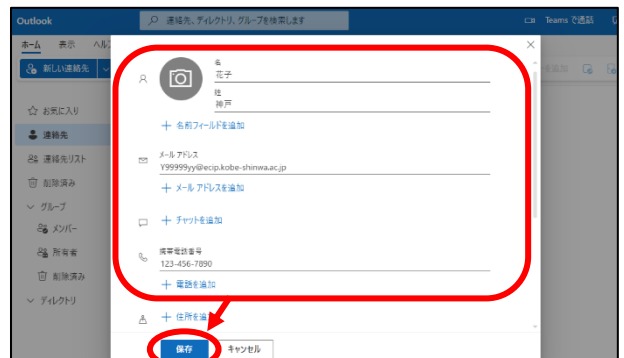 Outlook
連絡先、ディレクトリ、グループを検索します
Teams で通話
ホーム 表示
新しい連絡先
を追加
お気に入り
連絡先
連絡先リスト
削除済み
グループ
メンバー
所有者
削除済み
ディレクトリ
名
花子
姓
神戸
名前フィールドを追加
メール アドレス
Y99999yy@ecip.kobe-shinwa.ac.jp
メール アドレスを追加
チャットを追加
携帯電話番号
123-456-7890
電話を追加
住所を追加
保存
キャンセル